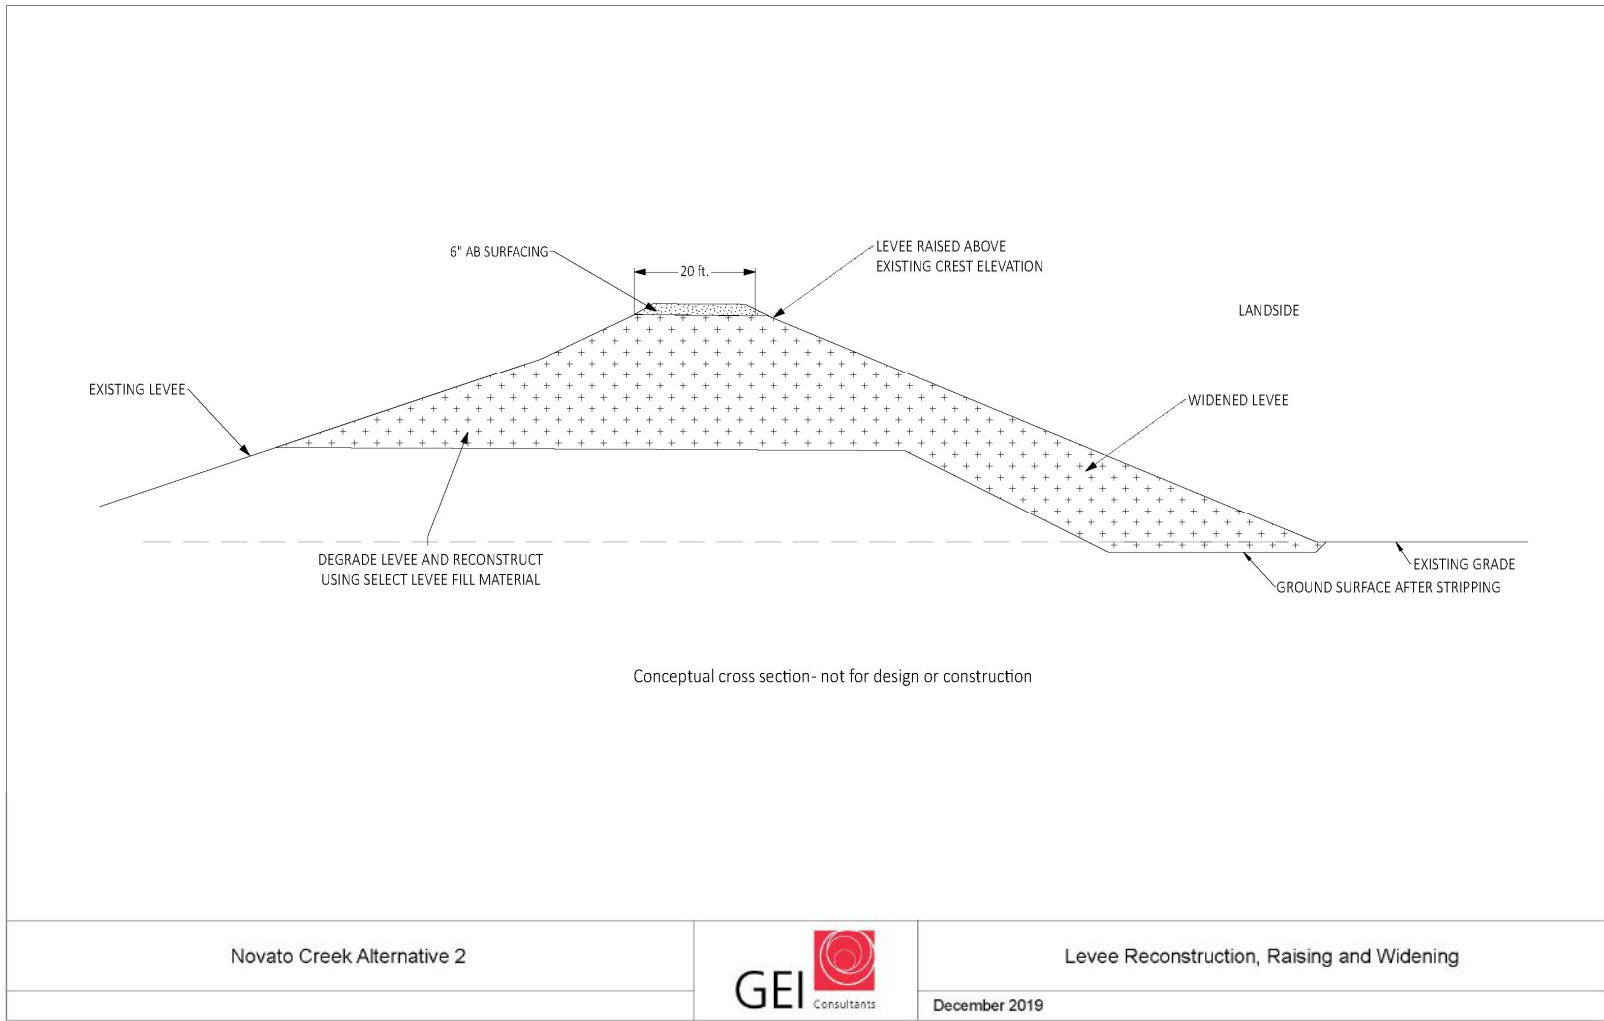 6" AB SURFACING
20 ft.
LEVEE RAISED ABOVE
EXISTING CREST ELEVATION
LANDSIDE
EXISTING LEVEE
WIDENED LEVEE
DEGRADE LEVEE AND RECONSTRUCT
USING SELECT LEVEE FILL MATERIAL
EXISTING GRADE
GROUND SURFACE AFTER STRIPPING
Conceptual cross section- not for design or construction
Novato Creek Alternative 2
GEI Consultants
Levee Reconstruction, Raising and Widening
December 2019